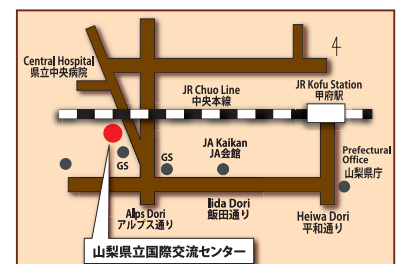 4
Central Hospital
県立中央病院
JR Chuo Line
中央本線
JR Kofu Station
甲府駅
GS
GS
JA Kaikan
JA会館
Prefectural
Office
山梨県庁
Alps Dori
アルプス通り
Iida Dori
飯田通り
Heiwa Dori
平和通り
山梨県立国際交流センター